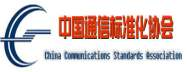 中国通信标准化协会
China Communications Standards Association